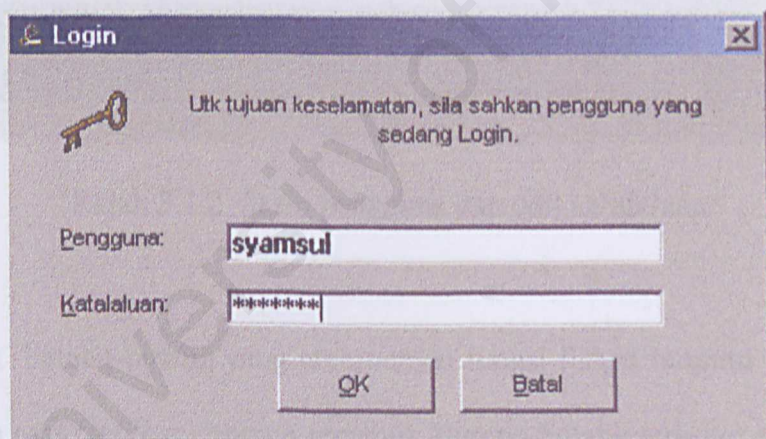 Login
Utk tujuan keselamatan, sila sahkan pengguna yang
sedang Login.
Pengguna: syamsul
Katalaluan: *******
OK Batal